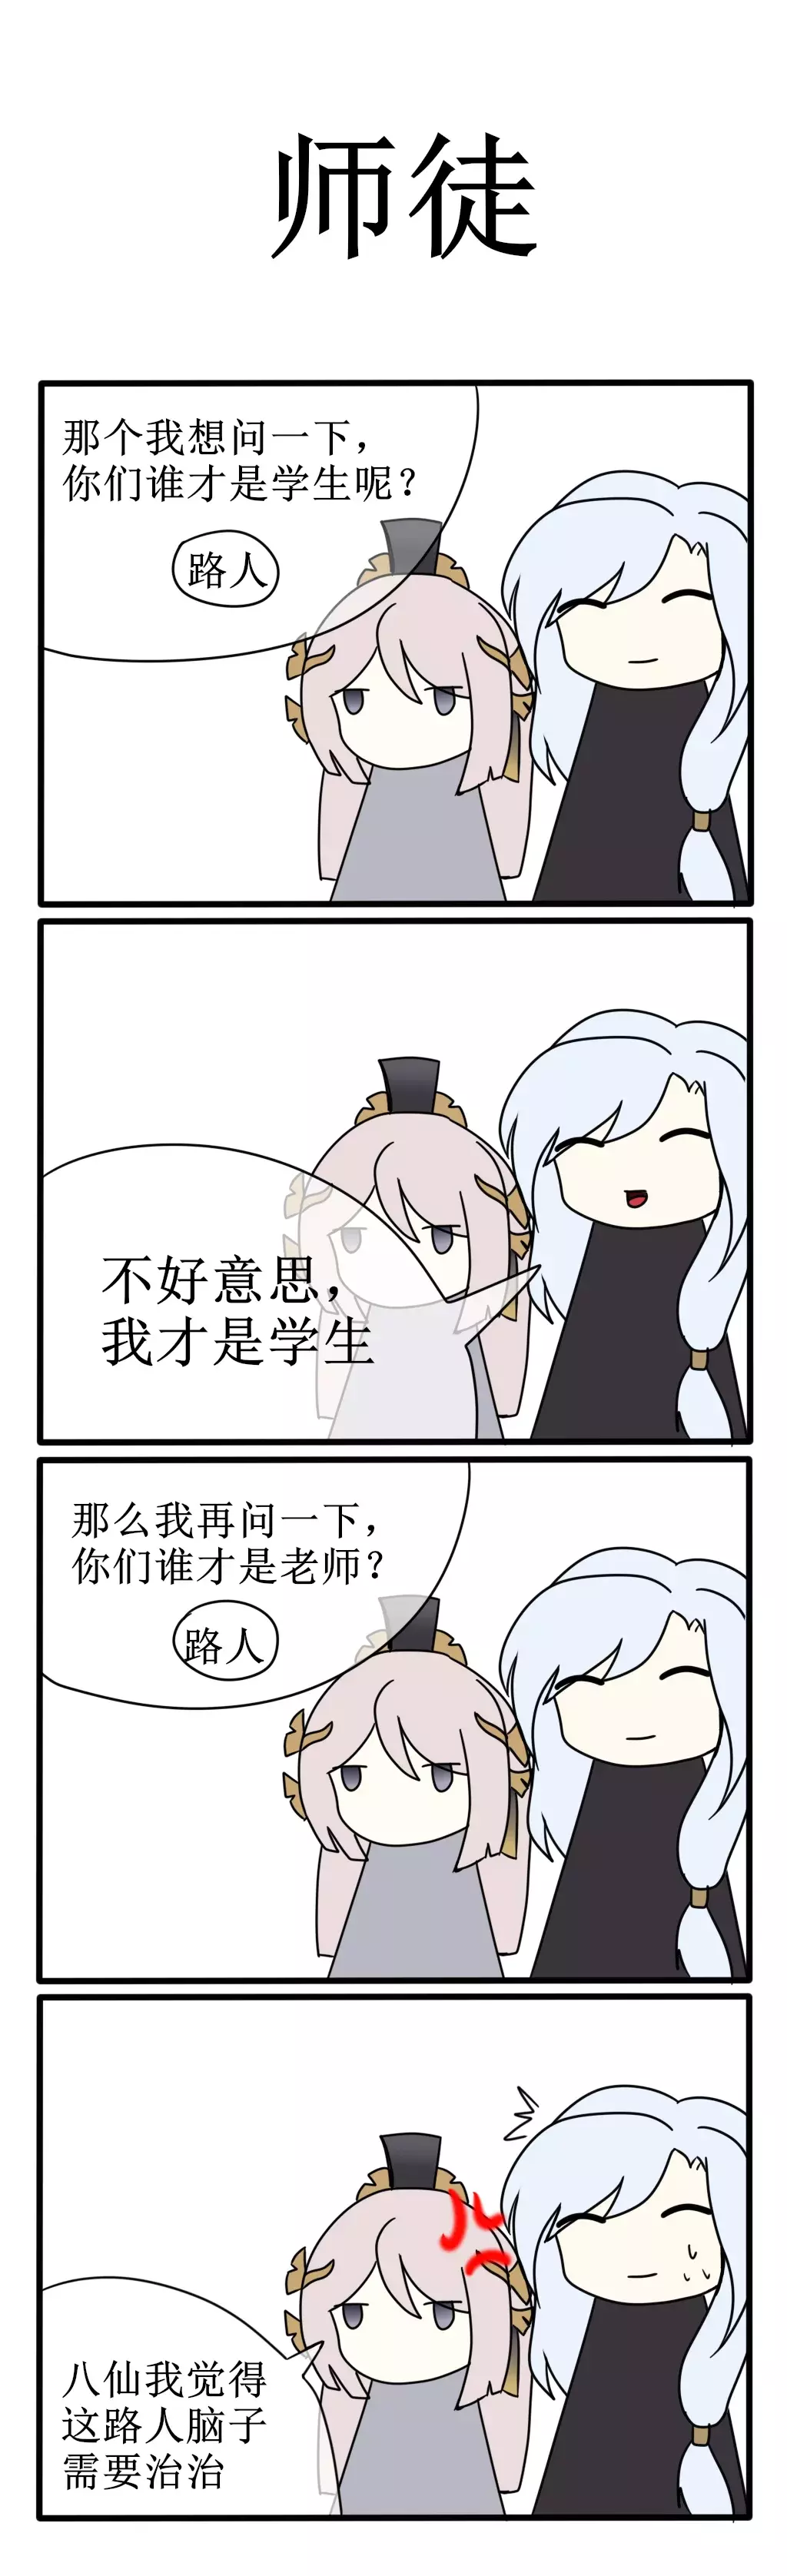 师徒
那个我想问一下，
你们谁才是学生呢？
路人
不好意思，
我才是学生
那么我再问一下，
你们谁才是老师？
路人
八仙我觉得
这路人脑子
需要治治